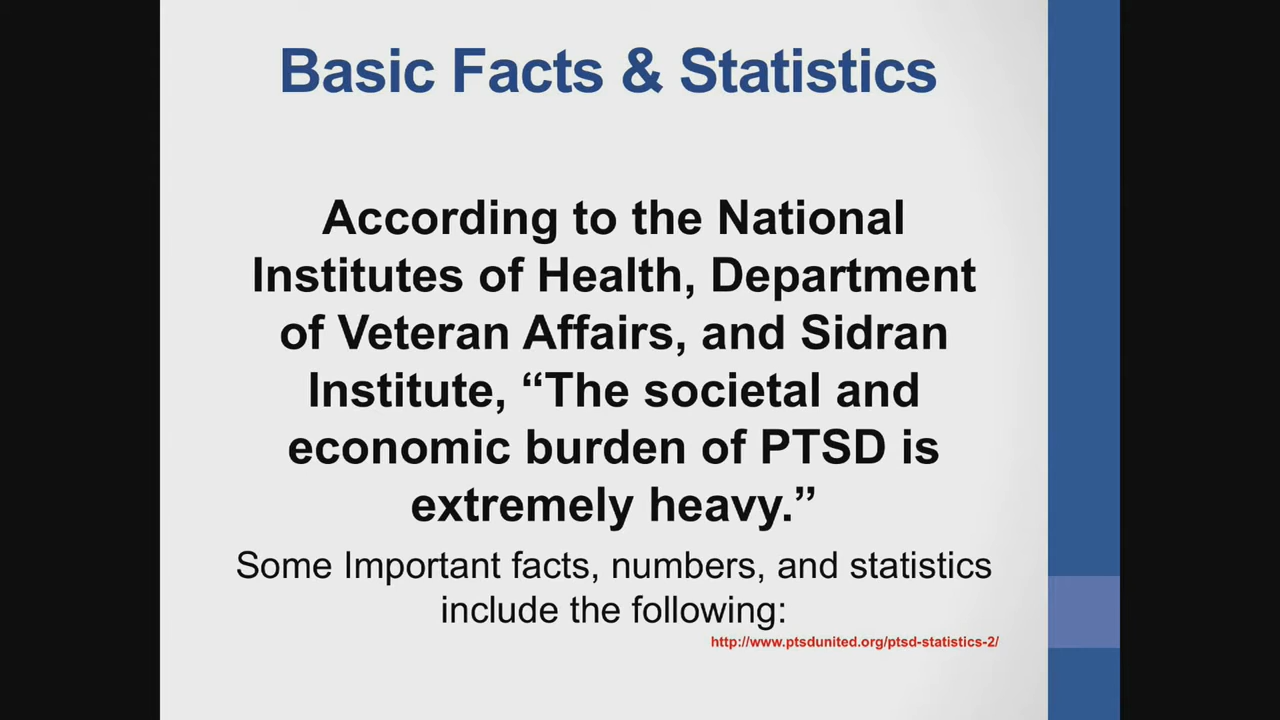 Basic Facts & Statistics
According to the National
Institutes of Health, Department
of Veteran Affairs, and Sidran
Institute, “The societal and
economic burden of PTSD is
extremely heavy.”
Some Important facts, numbers, and statistics
include the following:
http://www.ptsdunited.org/ptsd-statistics-2/